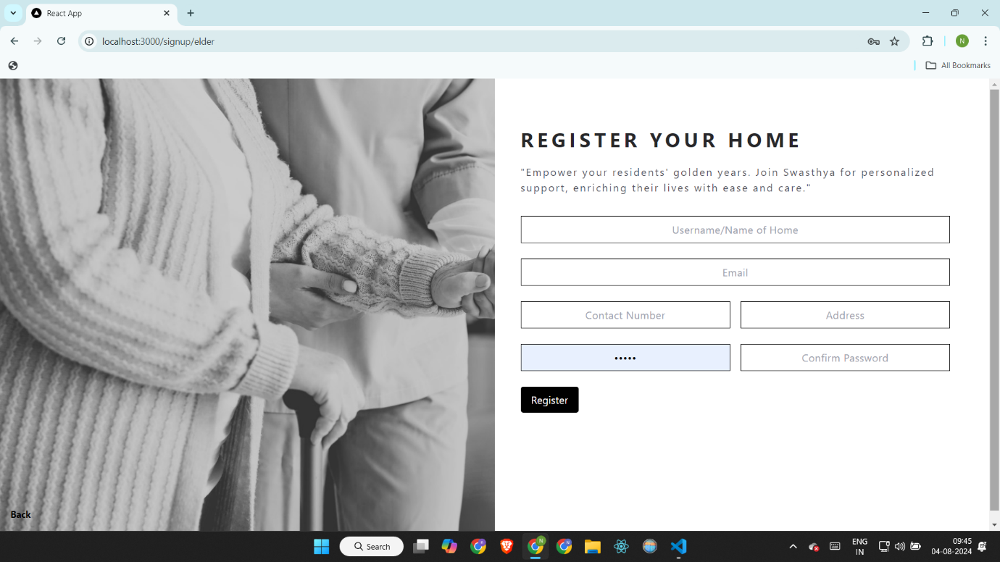 React App
localhost:3000/signup/elder
N
All Bookmarks
REGISTER YOUR HOME
"Empower your residents' golden years. Join Swasthya for personalized
support, enriching their lives with ease and care."
Username/Name of Home
Email
Contact Number
Address
•••••
Confirm Password
Register
Back
Search
ENG
IN
09:45
04-08-2024